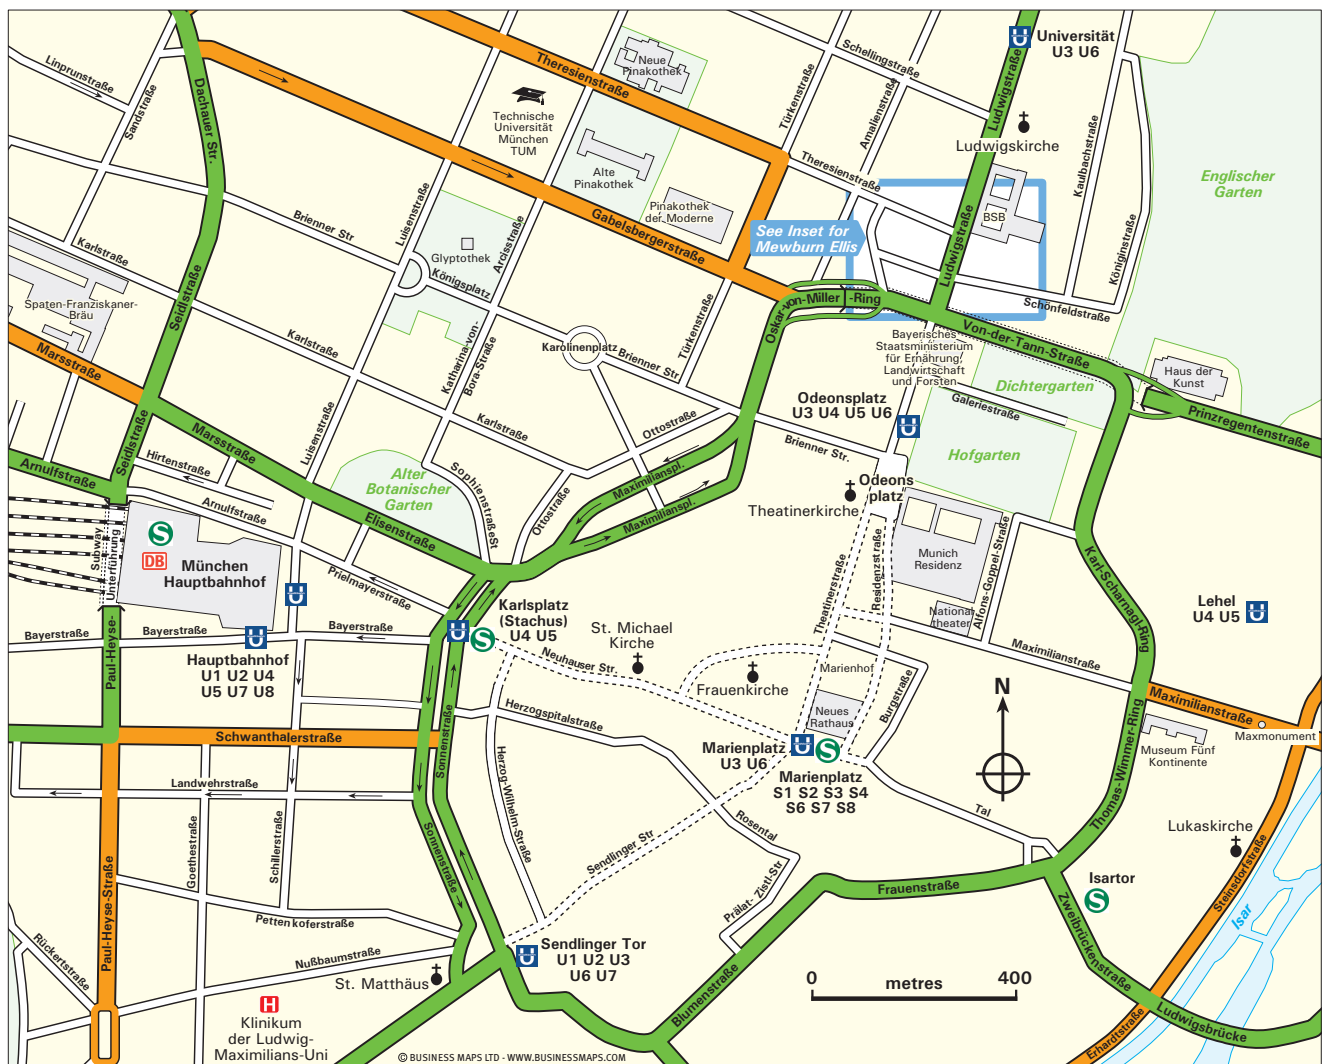 Universität
U3 U6
Linprunstraße
Sandstraße
Dachauer Str.
Theresienstraße
Neue
Pinakothek
Schellingstraße
Türkenstraße
Amalienstraße
Ludwigstraße
Technische
Universität
München
TUM
Ludwigskirche
Kaulbachstraße
Alte
Pinakothek
Theresienstraße
Englischer
Garten
Luisenstraße
Pinakothek
der Moderne
Gabelsbergerstraße
BSB
Brienner Str
Arcisstraße
See Inset for
Mewburn Ellis
Ludwigstraße
Königinstraße
Karlstraße
Glyptothek
Königsplatz
Seidlstraße
Spaten-Franziskaner-
Bräu
Oskar-von-Miller
-Ring
Schönfeldstraße
Türkenstraße
Von-der-Tann-Straße
Marsstraße
Karlstraße
Katharina-von-
Bora-Straße
Karolinenplatz
Brienner Str
Bayerisches
Staatsministerium
für Ernährung,
Landwirtschaft
und Forsten
Dichtergarten
Haus der
Kunst
Galeriestraße
Prinzregentenstraße
Odeonsplatz
U3 U4 U5 U6
Seidlstraße
Marsstraße
Luisenstraße
Karlstraße
Ottostraße
Brienner Str.
Hofgarten
Arnulfstraße
Hirtenstraße
Alter
Botanischer
Garten
Sophienstraße
St
Maximianspl.
Odeons
platz
Theatinerkirche
Arnulfstraße
Elisenstraße
Ottostraße
Maximilianspl.
S
DB
München
Hauptbahnhof
Subway
Unterführung
Munich
Residenz
Alfons-Goppel-Straße
Karl-Scharnagl-Ring
Prielmayerstraße
Theatinerstraße
Residenzstraße
National-
theater
Lehel
U4 U5
Karlsplatz
(Stachus)
U4 U5
S
St. Michael
Kirche
Bayerstraße
Bayerstraße
Bayerstraße
Hauptbahnhof
U1 U2 U4
U5 U7 U8
Paul-Heyse-
Neuhauser Str.
Frauenkirche
Marienhof
Maximilianstraße
Maximilianstraße
Burgstraße
N
Neues
Rathaus
Herzogspitalstraße
Schwanthalerstraße
Sonnenstraße
Marienplatz
U3 U6
S
Marienplatz
S1 S2 S3 S4
S6 S7 S8
Maxmonument
Museum Fünf
Kontinente
Thomas-Wimmer-Ring
Landwehrstraße
Herzog-Wilhelm-Straße
Rosental
Tal
Lukaskirche
Goethestraße
Schillerstraße
Sonnenstraße
Sendlinger Str
Prälat- Zistl-Str
Frauenstraße
Isartor
S
Steinsdorfstraße
Isar
Paul-Heyse-Straße
Pettenkoferstraße
Zweibrückenstraße
Rückertstraße
Nußbaumstraße
St. Matthäus
Sendlinger Tor
U1 U2 U3
U6 U7
Blumenstraße
0
metres
400
H
Klinikum
der Ludwig-
Maximilians-Uni
Ludwigsbrücke
Erhardtstraße
© BUSINESS MAPS LTD - WWW.BUSINESSMAPS.COM